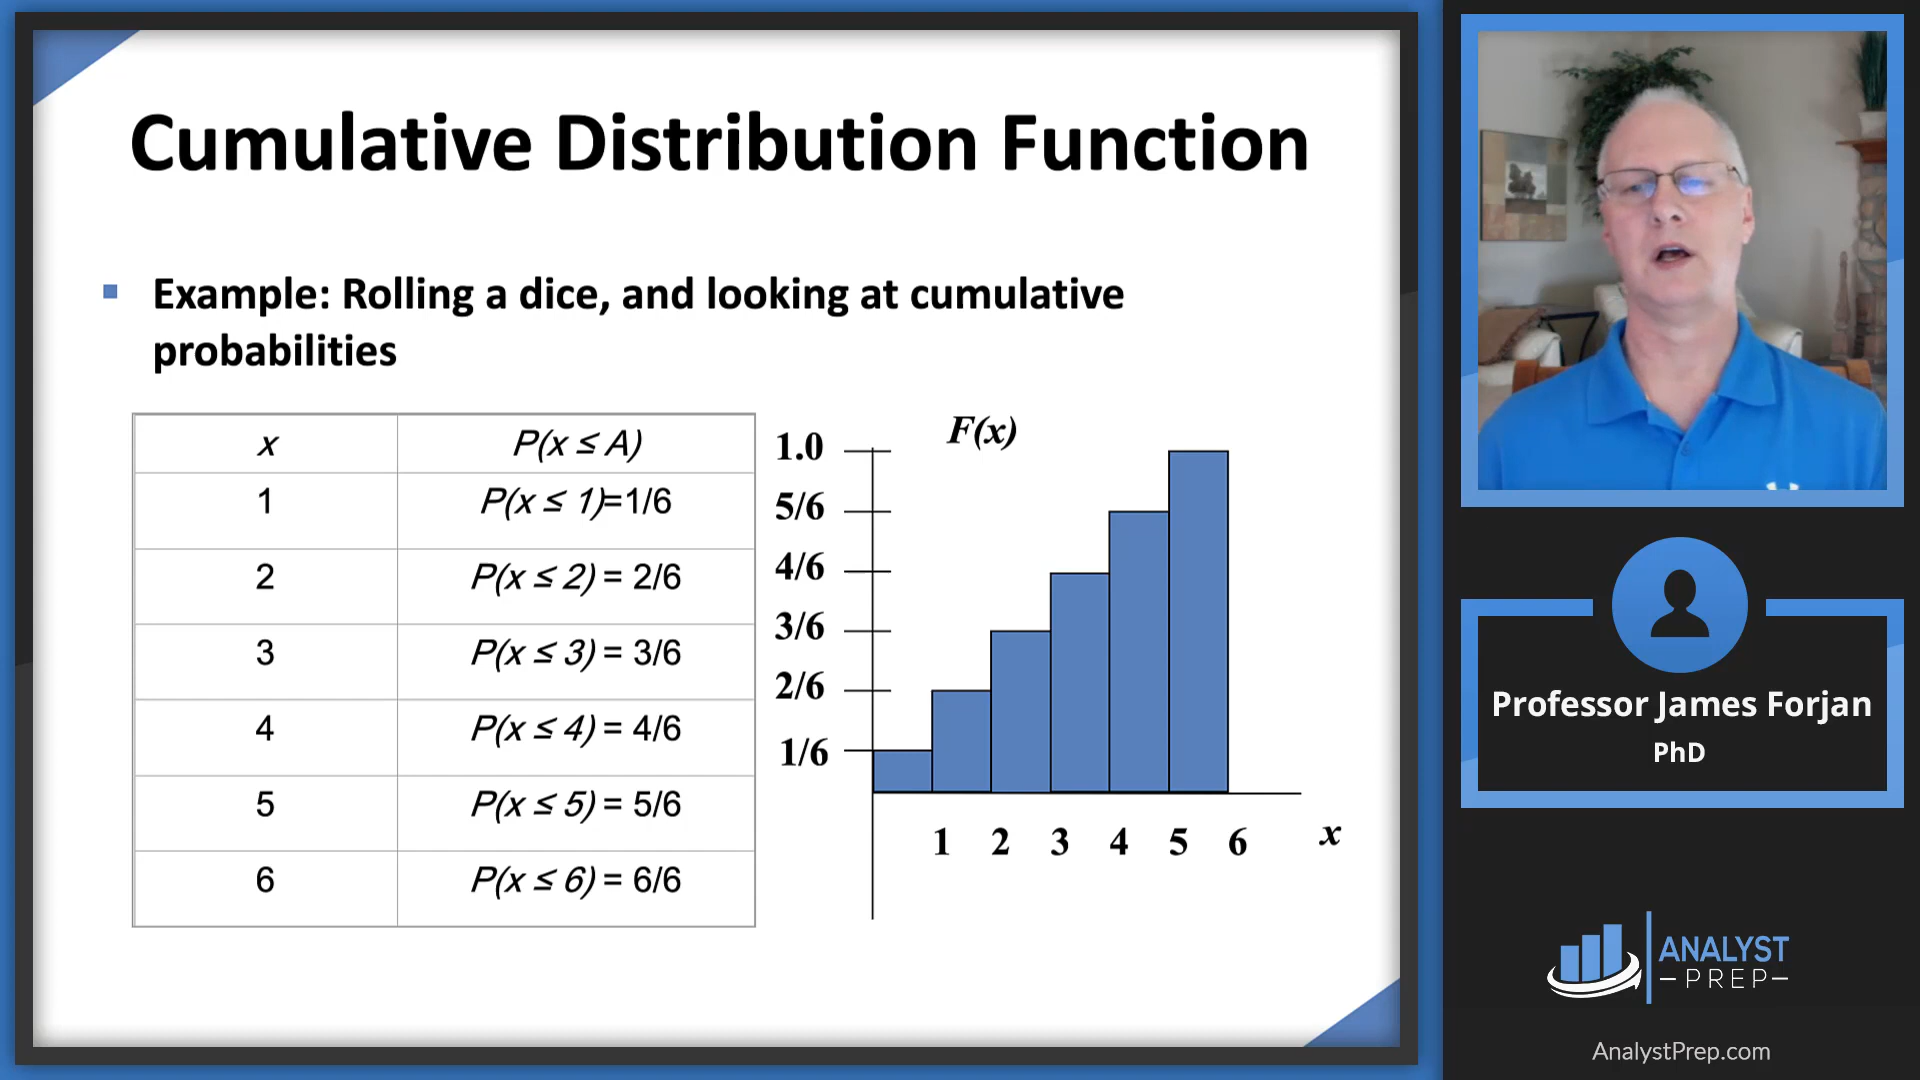 Cumulative Distribution Function
Example: Rolling a dice, and looking at cumulative
probabilities
x P(x ≤ A)
1 P(x ≤ 1)=1/6
2 P(x ≤ 2) = 2/6
3 P(x ≤ 3) = 3/6
4 P(x ≤ 4) = 4/6
5 P(x ≤ 5) = 5/6
6 P(x ≤ 6) = 6/6
F(x)
1.0
5/6
4/6
3/6
2/6
1/6
1 2 3 4 5 6 x
Professor James Forjan
PhD
ANALYST
PREP
AnalystPrep.com